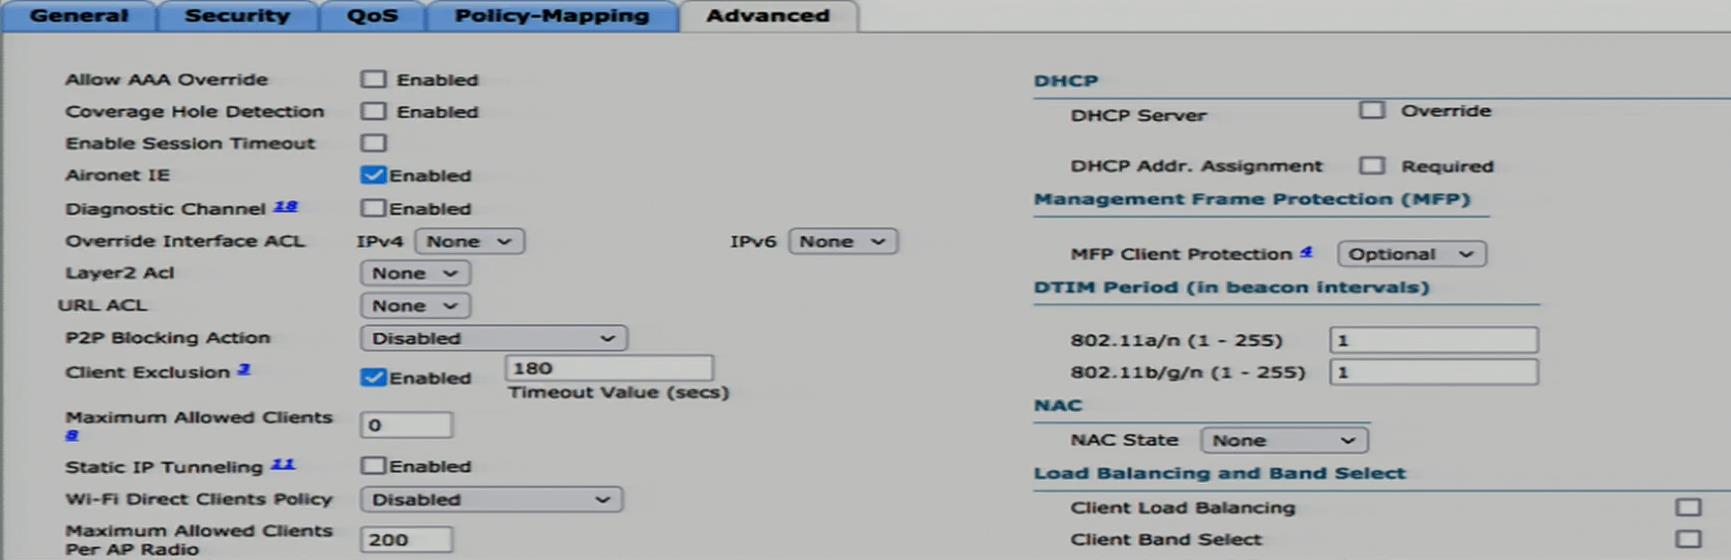 General Security QoS Policy-Mapping Advanced
Allow AAA Override Enabled
Coverage Hole Detection Enabled
Enable Session Timeout
Aironet IE Enabled
Diagnostic Channel 18 Enabled
Override Interface ACL IPv4 None IPv6 None
Layer2 Acl None
URL ACL None
P2P Blocking Action Disabled
Client Exclusion 3 Enabled 180
Timeout Value (secs)
Maximum Allowed Clients
8 0
Static IP Tunneling 11 Enabled
Wi-Fi Direct Clients Policy Disabled
Maximum Allowed Clients
Per AP Radio 200
DHCP
DHCP Server Override
DHCP Addr. Assignment Required
Management Frame Protection (MFP)
MFP Client Protection 4 Optional
DTIM Period (in beacon intervals)
802.11a/n (1 - 255) 1
802.11b/g/n (1 - 255) 1
NAC
NAC State None
Load Balancing and Band Select
Client Load Balancing
Client Band Select